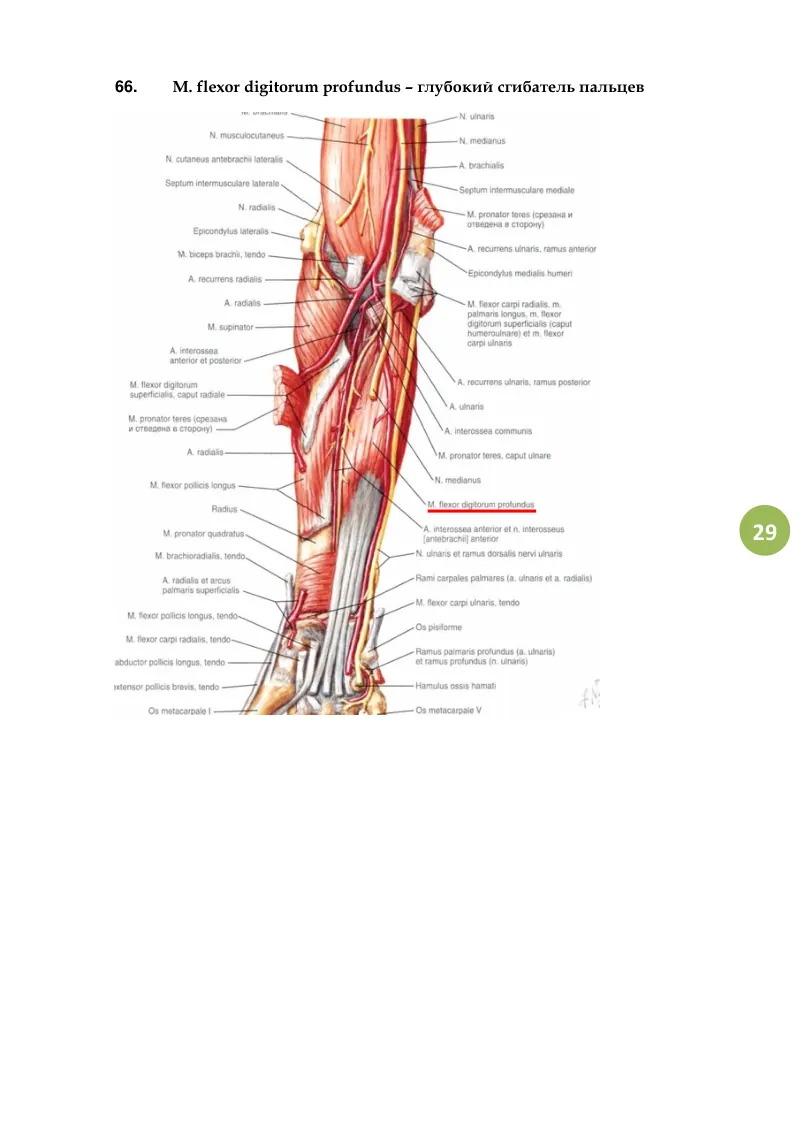 66. M. flexor digitorum profundus – глубокий сгибатель пальцев
N. musculocutaneus
N. cutaneus antebrachii lateralis
Septum intermusculare laterale
N. radialis
Epicondylus lateralis
M. biceps brachii, tendo
A. recurrens radialis
A. radialis
M. supinator
A. interossea
anterior et posterior
M. flexor digitorum
superficialis, caput radiale
M. pronator teres (срезана
и отведена в сторону)
A. radialis
M. flexor pollicis longus
Radius
M. pronator quadratus
M. brachioradialis, tendo
A. radialis et arcus
palmaris superficialis
M. flexor pollicis longus, tendo
M. flexor carpi radialis, tendo
abductor pollicis longus, tendo
extensor pollicis brevis, tendo
Os metacarpale I
N. ulnaris
N. medianus
A. brachialis
Septum intermusculare mediale
M. pronator teres (срезана и
отведена в сторону)
A. recurrens ulnaris, ramus anterior
Epicondylus medialis humeri
M. flexor carpi radialis, m.
palmaris longus, m. flexor
digitorum superficialis (caput
humeroulnare) et m. flexor
carpi ulnaris
A. recurrens ulnaris, ramus posterior
A. ulnaris
A. interossea communis
M. pronator teres, caput ulnare
N. medianus
M. flexor digitorum profundus
A. interossea anterior et n. interosseus
[antebrachii] anterior
N. ulnaris et ramus dorsalis nervi ulnaris
Rami carpales palmares (a. ulnaris et a. radialis)
M. flexor carpi ulnaris, tendo
Os pisiforme
Ramus palmaris profundus (a. ulnaris)
et ramus profundus (n. ulnaris)
Hamulus ossis hamati
Os metacarpale V
29